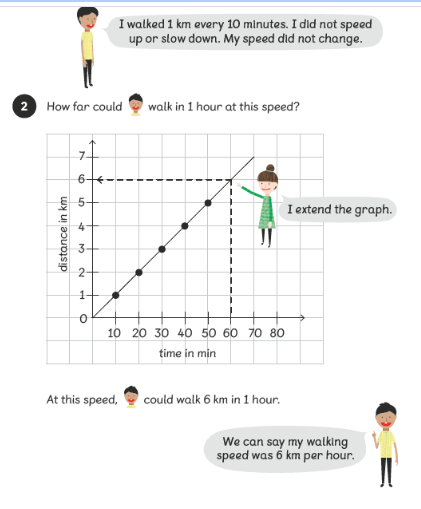 I walked 1 km every 10 minutes. I did not speed
up or slow down. My speed did not change.
2 How far could walk in 1 hour at this speed?
7
6
5
4
3
2
1
0
distance in km
I extend the graph.
10 20 30 40 50 60 70 80
time in min
At this speed, could walk 6 km in 1 hour.
We can say my walking
speed was 6 km per hour.